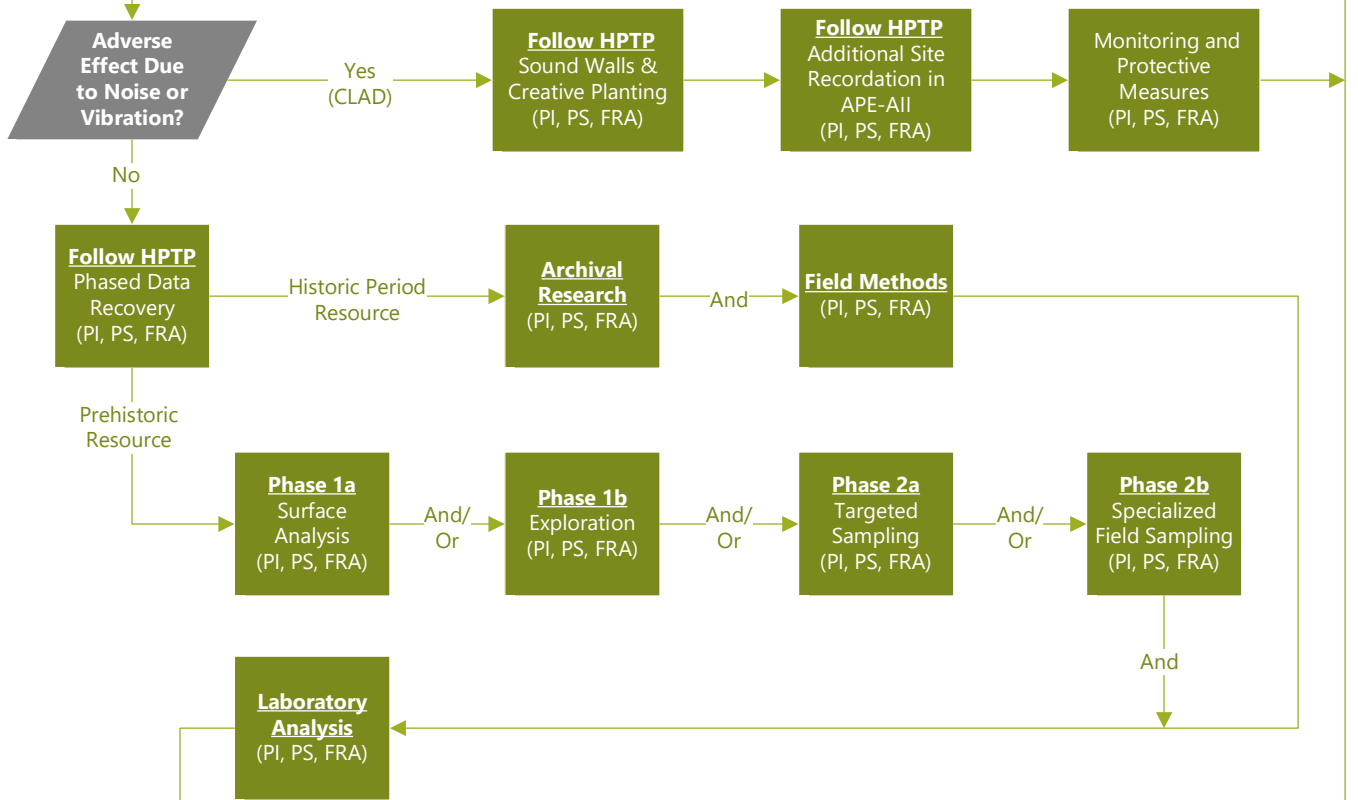 Adverse
Effect Due
to Noise or
Vibration?
Yes
(CLAD)
Follow HPTP
Sound Walls &
Creative Planting
(PI, PS, FRA)
Follow HPTP
Additional Site
Recordation in
APE-AII
(PI, PS, FRA)
Monitoring and
Protective
Measures
(PI, PS, FRA)
No
Follow HPTP
Phased Data
Recovery
(PI, PS, FRA)
Historic Period
Resource
Archival
Research
(PI, PS, FRA)
And
Field Methods
(PI, PS, FRA)
Prehistoric
Resource
Phase 1a
Surface
Analysis
(PI, PS, FRA)
And/
Or
Phase 1b
Exploration
(PI, PS, FRA)
And/
Or
Phase 2a
Targeted
Sampling
(PI, PS, FRA)
And/
Or
Phase 2b
Specialized
Field Sampling
(PI, PS, FRA)
And
Laboratory
Analysis
(PI, PS, FRA)